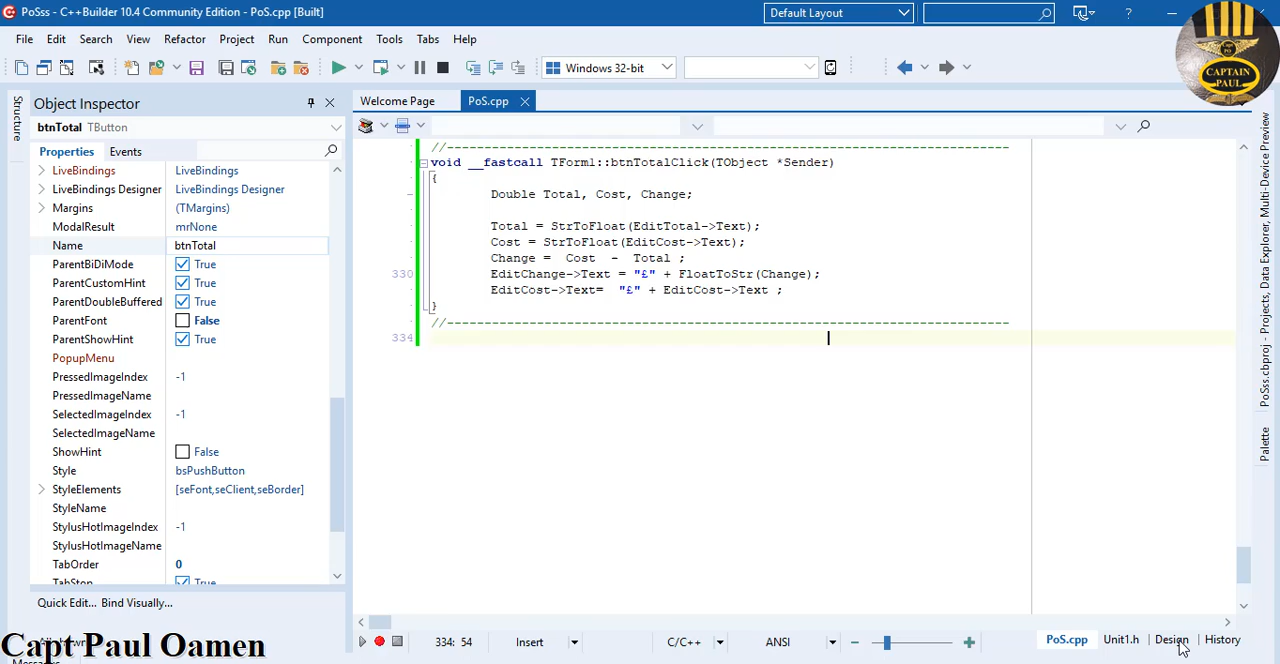 PoSss - C++Builder 10.4 Community Edition - PoS.cpp [Built]
Default Layout
?
File Edit Search View Refactor Project Run Component Tools Tabs Help
Windows 32-bit
CAPTAIN
PAUL
Structure
Object Inspector
Welcome Page
PoS.cpp
btnTotal TButton
Properties Events
LiveBindings LiveBindings
LiveBindings Designer LiveBindings Designer
Margins (TMargins)
ModalResult mrNone
Name btnTotal
ParentBiDiMode True
ParentCustomHint True
ParentDoubleBuffered True
ParentFont False
ParentShowHint True
PopupMenu
PressedImageIndex -1
PressedImageName
SelectedImageIndex -1
SelectedImageName
ShowHint False
Style bsPushButton
StyleElements [seFont,seClient,seBorder]
StyleName
StylusHotImageIndex -1
StylusHotImageName
TabOrder 0
TabStop True
Quick Edit... Bind Visually...
//---------------------------------------------------------------------------
void __fastcall TForm1::btnTotalClick(TObject *Sender)
{
Double Total, Cost, Change;
Total = StrToFloat(EditTotal->Text);
Cost = StrToFloat(EditCost->Text);
Change = Cost - Total ;
330 EditChange->Text = "£" + FloatToStr(Change);
EditCost->Text= "£" + EditCost->Text ;
}
//---------------------------------------------------------------------------
334
PoSss.cbproj - Projects, Data Explorer, Multi-Device Preview
Palette
334: 54 Insert C/C++ ANSI
PoS.cpp Unit1.h Design History
Capt Paul Oamen